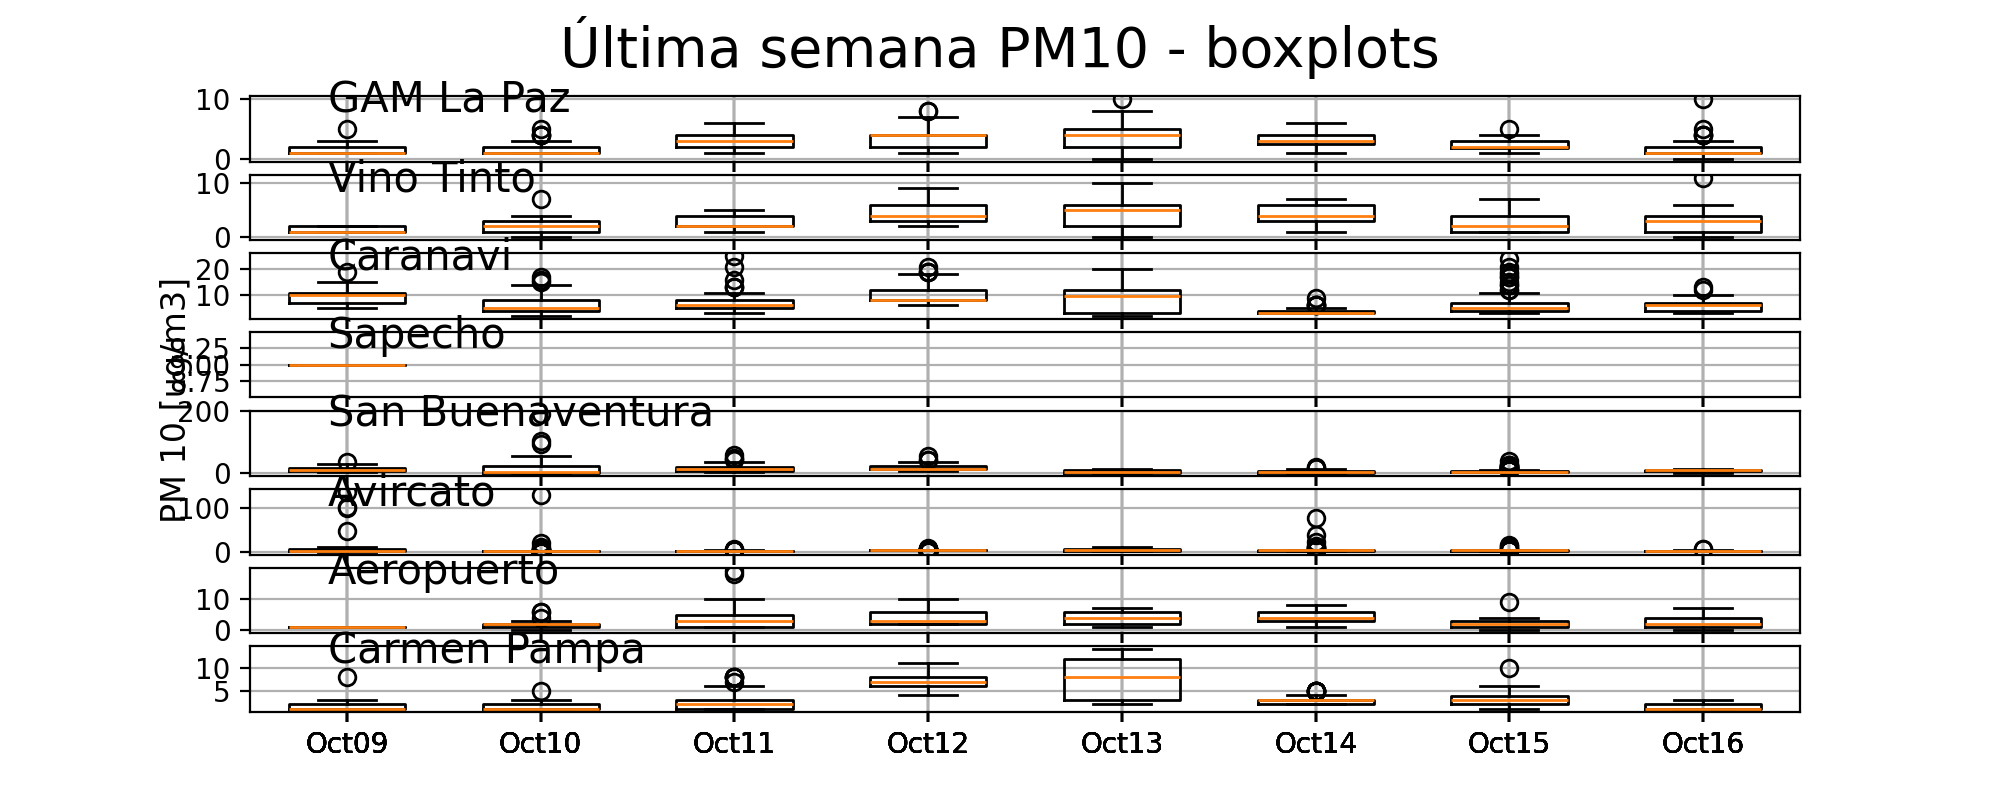 Última semana PM10 - boxplots
GAM La Paz
10
0
Vino Tinto
10
0
Caranavi
20
10
Sapecho
San Buenaventura
200
0
Avircato
100
0
Aeropuerto
10
0
Carmen Pampa
10
5
PM 10 [ug/m3]
Oct09 Oct10 Oct11 Oct12 Oct13 Oct14 Oct15 Oct16